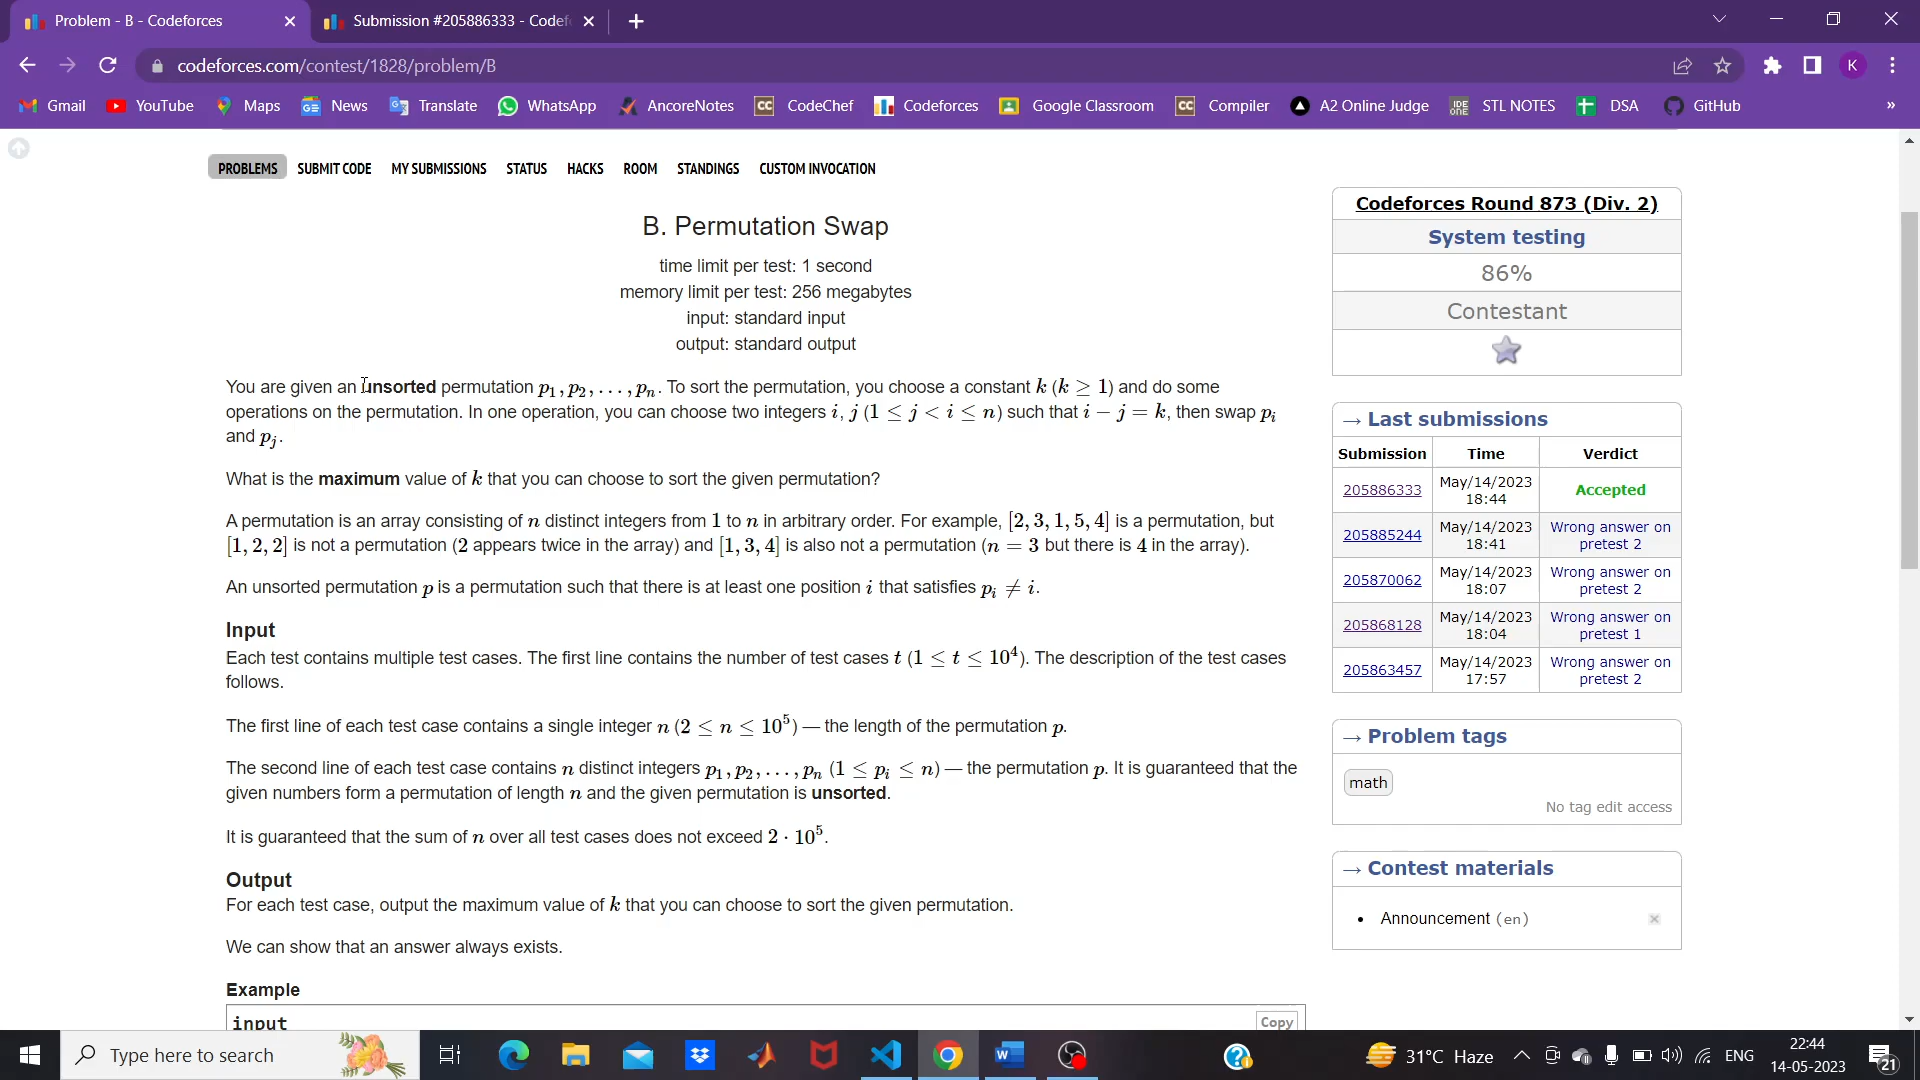 Problem - B - Codeforces
Submission #205886333 - Codef
codeforces.com/contest/1828/problem/B
K
Gmail YouTube Maps News Translate WhatsApp AncoreNotes CodeChef Codeforces Google Classroom Compiler A2 Online Judge STL NOTES DSA GitHub »
PROBLEMS SUBMIT CODE MY SUBMISSIONS STATUS HACKS ROOM STANDINGS CUSTOM INVOCATION
B. Permutation Swap
time limit per test: 1 second
memory limit per test: 256 megabytes
input: standard input
output: standard output
You are given an unsorted permutation p₁, p₂, . . . , pₙ. To sort the permutation, you choose a constant k (k ≥ 1) and do some
operations on the permutation. In one operation, you can choose two integers i, j (1 ≤ j < i ≤ n) such that i − j = k, then swap pᵢ
and pⱼ.
What is the maximum value of k that you can choose to sort the given permutation?
A permutation is an array consisting of n distinct integers from 1 to n in arbitrary order. For example, [2, 3, 1, 5, 4] is a permutation, but
[1, 2, 2] is not a permutation (2 appears twice in the array) and [1, 3, 4] is also not a permutation (n = 3 but there is 4 in the array).
An unsorted permutation p is a permutation such that there is at least one position i that satisfies pᵢ ≠ i.
Input
Each test contains multiple test cases. The first line contains the number of test cases t (1 ≤ t ≤ 10⁴). The description of the test cases
follows.
The first line of each test case contains a single integer n (2 ≤ n ≤ 10⁵) — the length of the permutation p.
The second line of each test case contains n distinct integers p₁, p₂, . . . , pₙ (1 ≤ pᵢ ≤ n) — the permutation p. It is guaranteed that the
given numbers form a permutation of length n and the given permutation is unsorted.
It is guaranteed that the sum of n over all test cases does not exceed 2 · 10⁵.
Output
For each test case, output the maximum value of k that you can choose to sort the given permutation.
We can show that an answer always exists.
Example
input
Copy
Codeforces Round 873 (Div. 2)
System testing
86%
Contestant
→ Last submissions
Submission Time Verdict
205886333 May/14/2023 18:44 Accepted
205885244 May/14/2023 18:41 Wrong answer on pretest 2
205870062 May/14/2023 18:07 Wrong answer on pretest 2
205868128 May/14/2023 18:04 Wrong answer on pretest 1
205863457 May/14/2023 17:57 Wrong answer on pretest 2
→ Problem tags
math
No tag edit access
→ Contest materials
• Announcement (en)
Type here to search
31°C Haze
ENG
22:44
14-05-2023
21